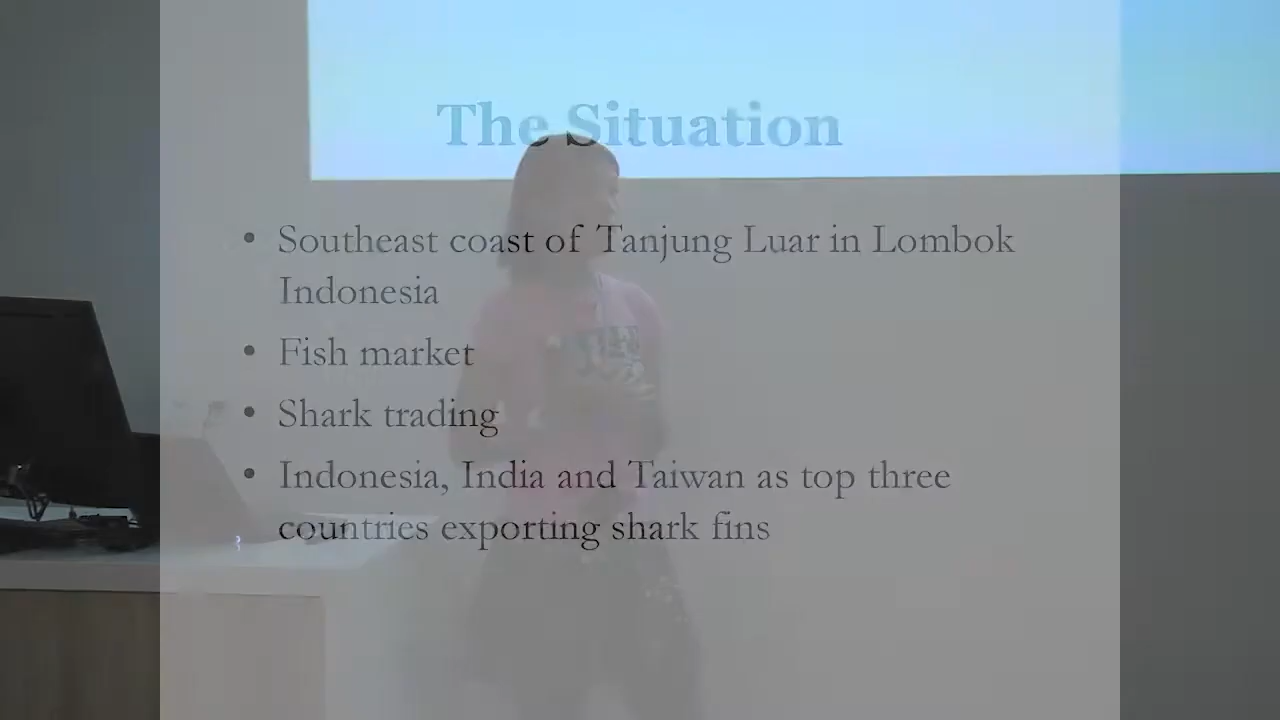 The Situation
• Southeast coast of Tanjung Luar in Lombok
Indonesia
• Fish market
• Shark trading
• Indonesia, India and Taiwan as top three
countries exporting shark fins